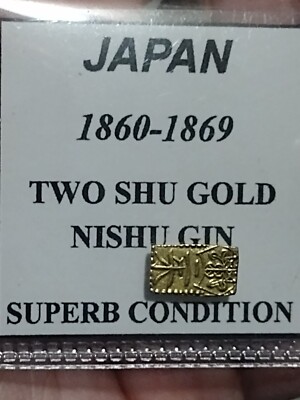 JAPAN
1860-1869
TWO SHU GOLD
NISHU GIN
SUPERB CONDITION